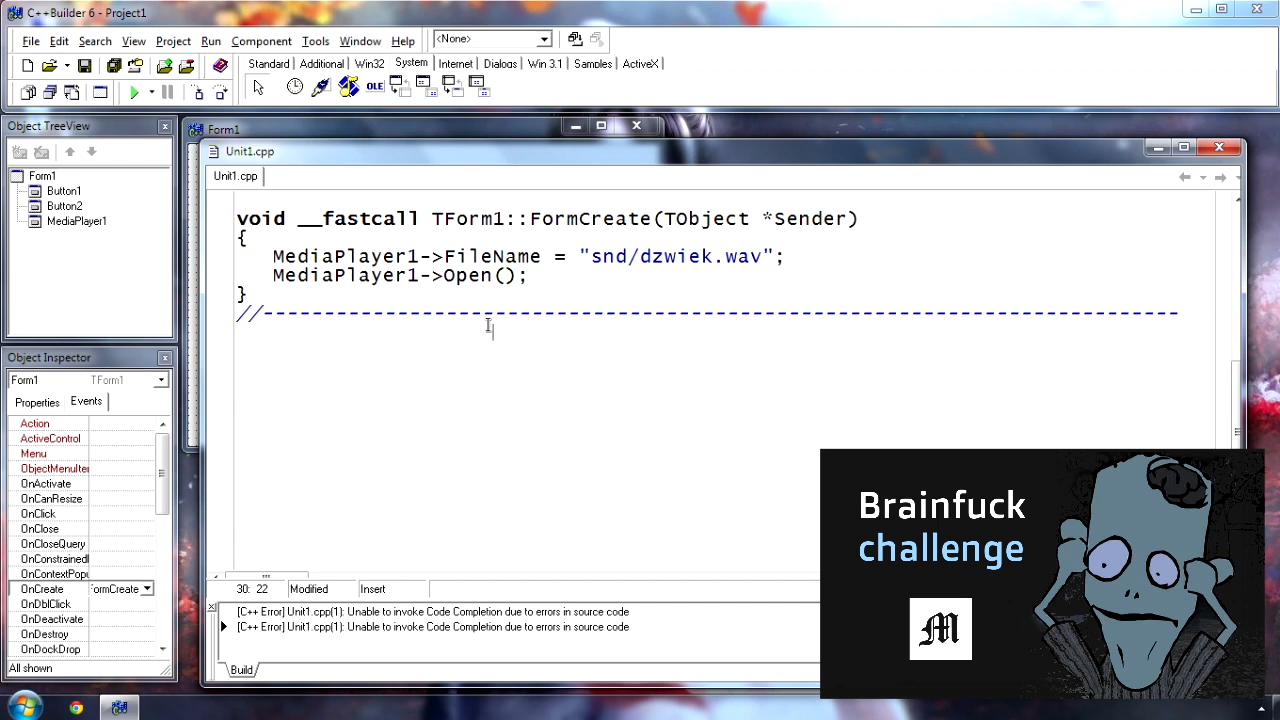 C++Builder 6 - Project1
File Edit Search View Project Run Component Tools Window Help <None>
Standard Additional Win32 System Internet Dialogs Win 3.1 Samples ActiveX
OLE
Object TreeView
Form1
Button1
Button2
MediaPlayer1
Form1
Unit1.cpp
Unit1.cpp
void __fastcall TForm1::FormCreate(TObject *Sender)
{
MediaPlayer1->FileName = "snd/dzwiek.wav";
MediaPlayer1->Open();
}
//---------------------------------------------------------------------------
Object Inspector
Form1 TForm1
Properties Events
Action
ActiveControl
Menu
ObjectMenuIter
OnActivate
OnCanResize
OnClick
OnClose
OnCloseQuery
OnConstrained
OnContextPopu
OnCreate FormCreate
OnDblClick
OnDeactivate
OnDestroy
OnDockDrop
All shown
30: 22 Modified Insert
[C++ Error] Unit1.cpp(1): Unable to invoke Code Completion due to errors in source code
[C++ Error] Unit1.cpp(1): Unable to invoke Code Completion due to errors in source code
Build
Brainfuck
challenge
M